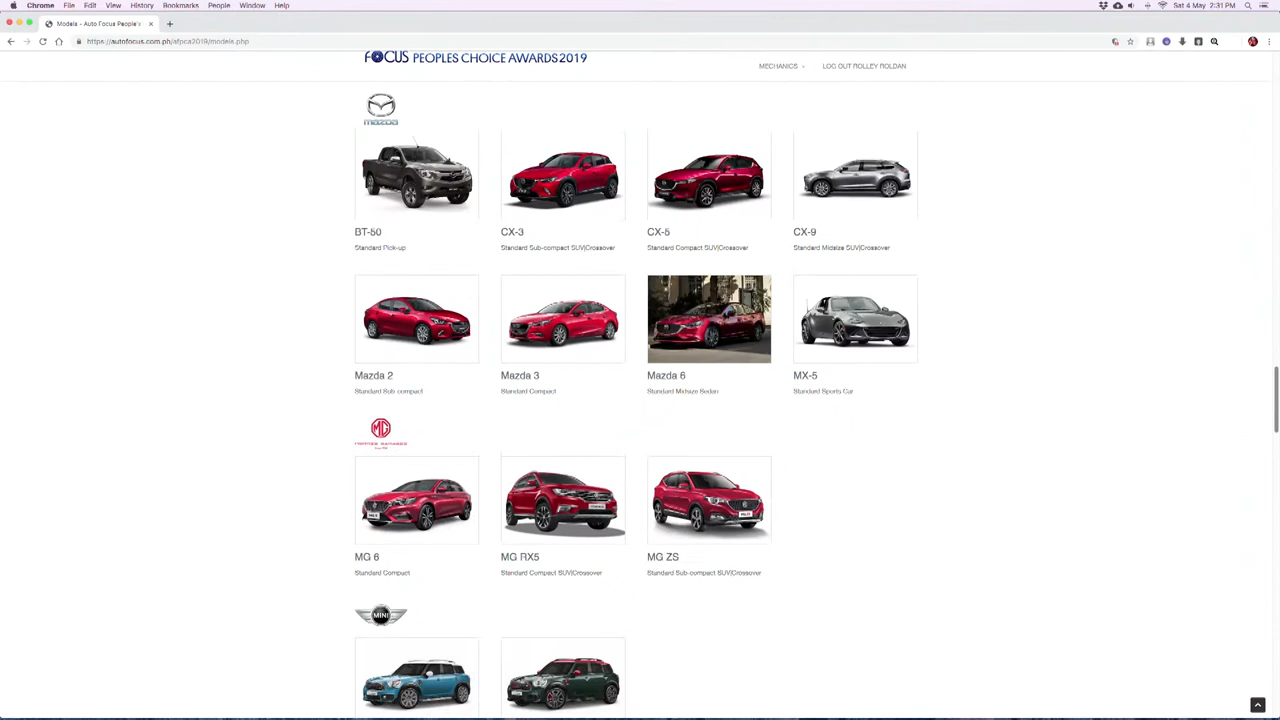 Chrome File Edit View History Bookmarks People Window Help
Sat 4 May 2:31 PM
Models - Auto Focus People's
https://autofocus.com.ph/afpca2019/models.php
FOCUS PEOPLES CHOICE AWARDS 2019
MECHANICS
LOG OUT ROLLEY ROLDAN
mazda
BT-50 CX-3 CX-5 CX-9
Standard Pick-up Standard Sub-compact SUV|Crossover Standard Compact SUV|Crossover Standard Midsize SUV|Crossover
Mazda 2 Mazda 3 Mazda 6 MX-5
Standard Sub-compact Standard Compact Standard Midsize Sedan Standard Sports Car
MG
MG 6 MG RX5 MG ZS
Standard Compact Standard Compact SUV|Crossover Standard Sub-compact SUV|Crossover
MINI